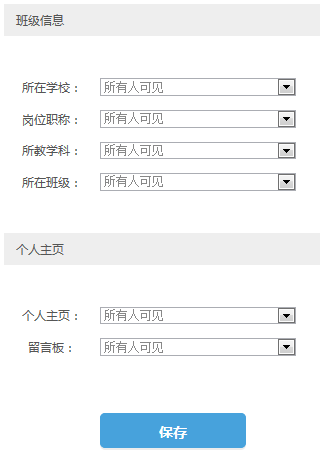 班级信息
所在学校： 所有人可见
岗位职称： 所有人可见
所教学科： 所有人可见
所在班级： 所有人可见
个人主页
个人主页： 所有人可见
留言板： 所有人可见
保存